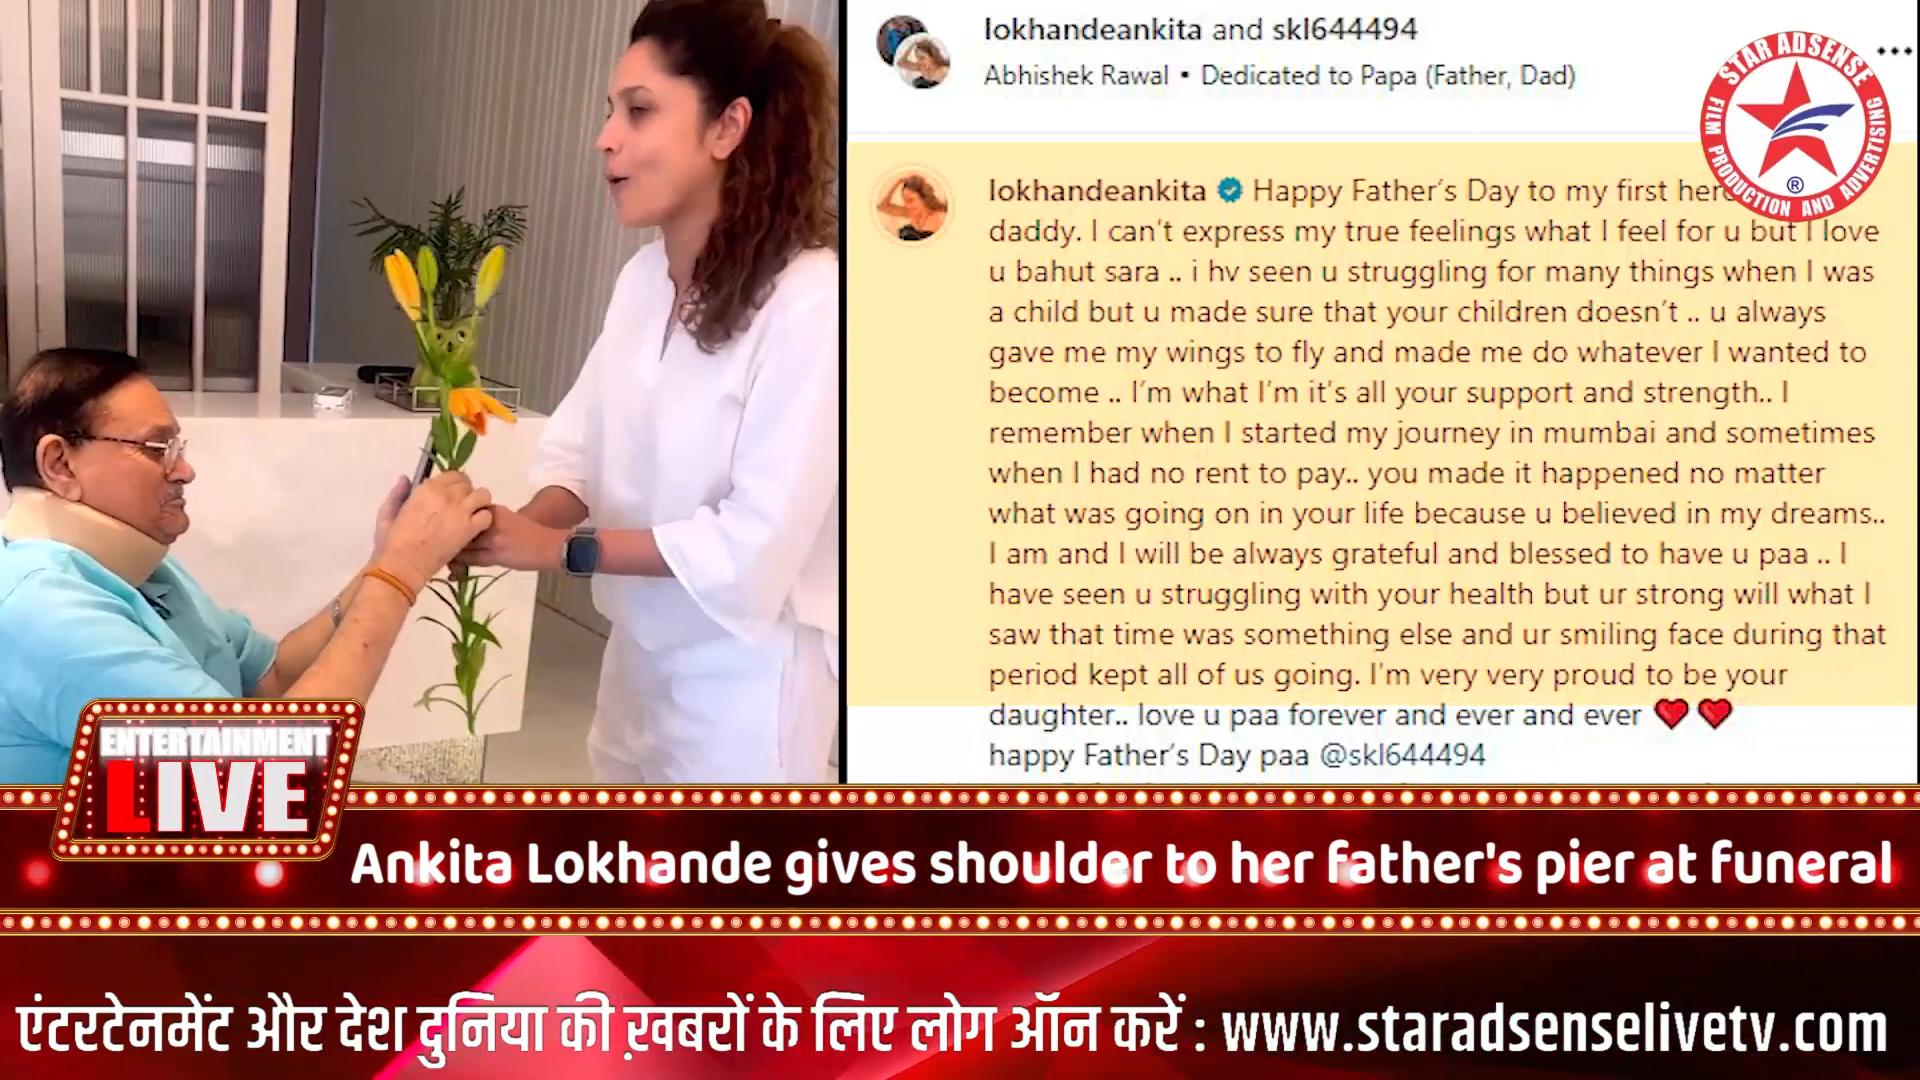 lokhandeankita and skl644494
Abhishek Rawal • Dedicated to Papa (Father, Dad)
STAR ADSENSE
FILM PRODUCTION AND ADVERTISING
®
lokhandeankita Happy Father's Day to my first
daddy. I can't express my true feelings what I feel for u but I love
u bahut sara .. i hv seen u struggling for many things when I was
a child but u made sure that your children doesn't .. u always
gave me my wings to fly and made me do whatever I wanted to
become .. I'm what I'm it's all your support and strength.. I
remember when I started my journey in mumbai and sometimes
when I had no rent to pay.. you made it happened no matter
what was going on in your life because u believed in my dreams..
I am and I will be always grateful and blessed to have u paa .. I
have seen u struggling with your health but ur strong will what I
saw that time was something else and ur smiling face during that
period kept all of us going. I'm very very proud to be your
daughter.. love u paa forever and ever and ever ❤️❤️
happy Father's Day paa @skl644494
ENTERTAINMENT
LIVE
Ankita Lokhande gives shoulder to her father's pier at funeral
एंटरटेनमेंट और देश दुनिया की ख़बरों के लिए लोग ऑन करें : www.staradsenselivetv.com